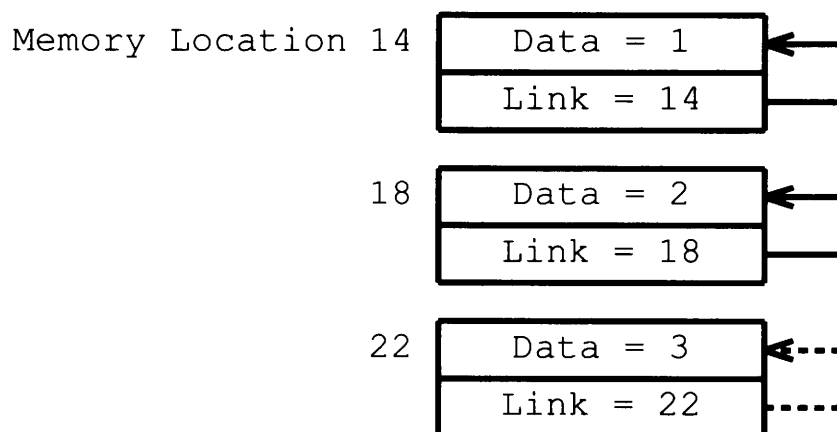 Memory Location 14 Data = 1
Link = 14
18 Data = 2
Link = 18
22 Data = 3
Link = 22